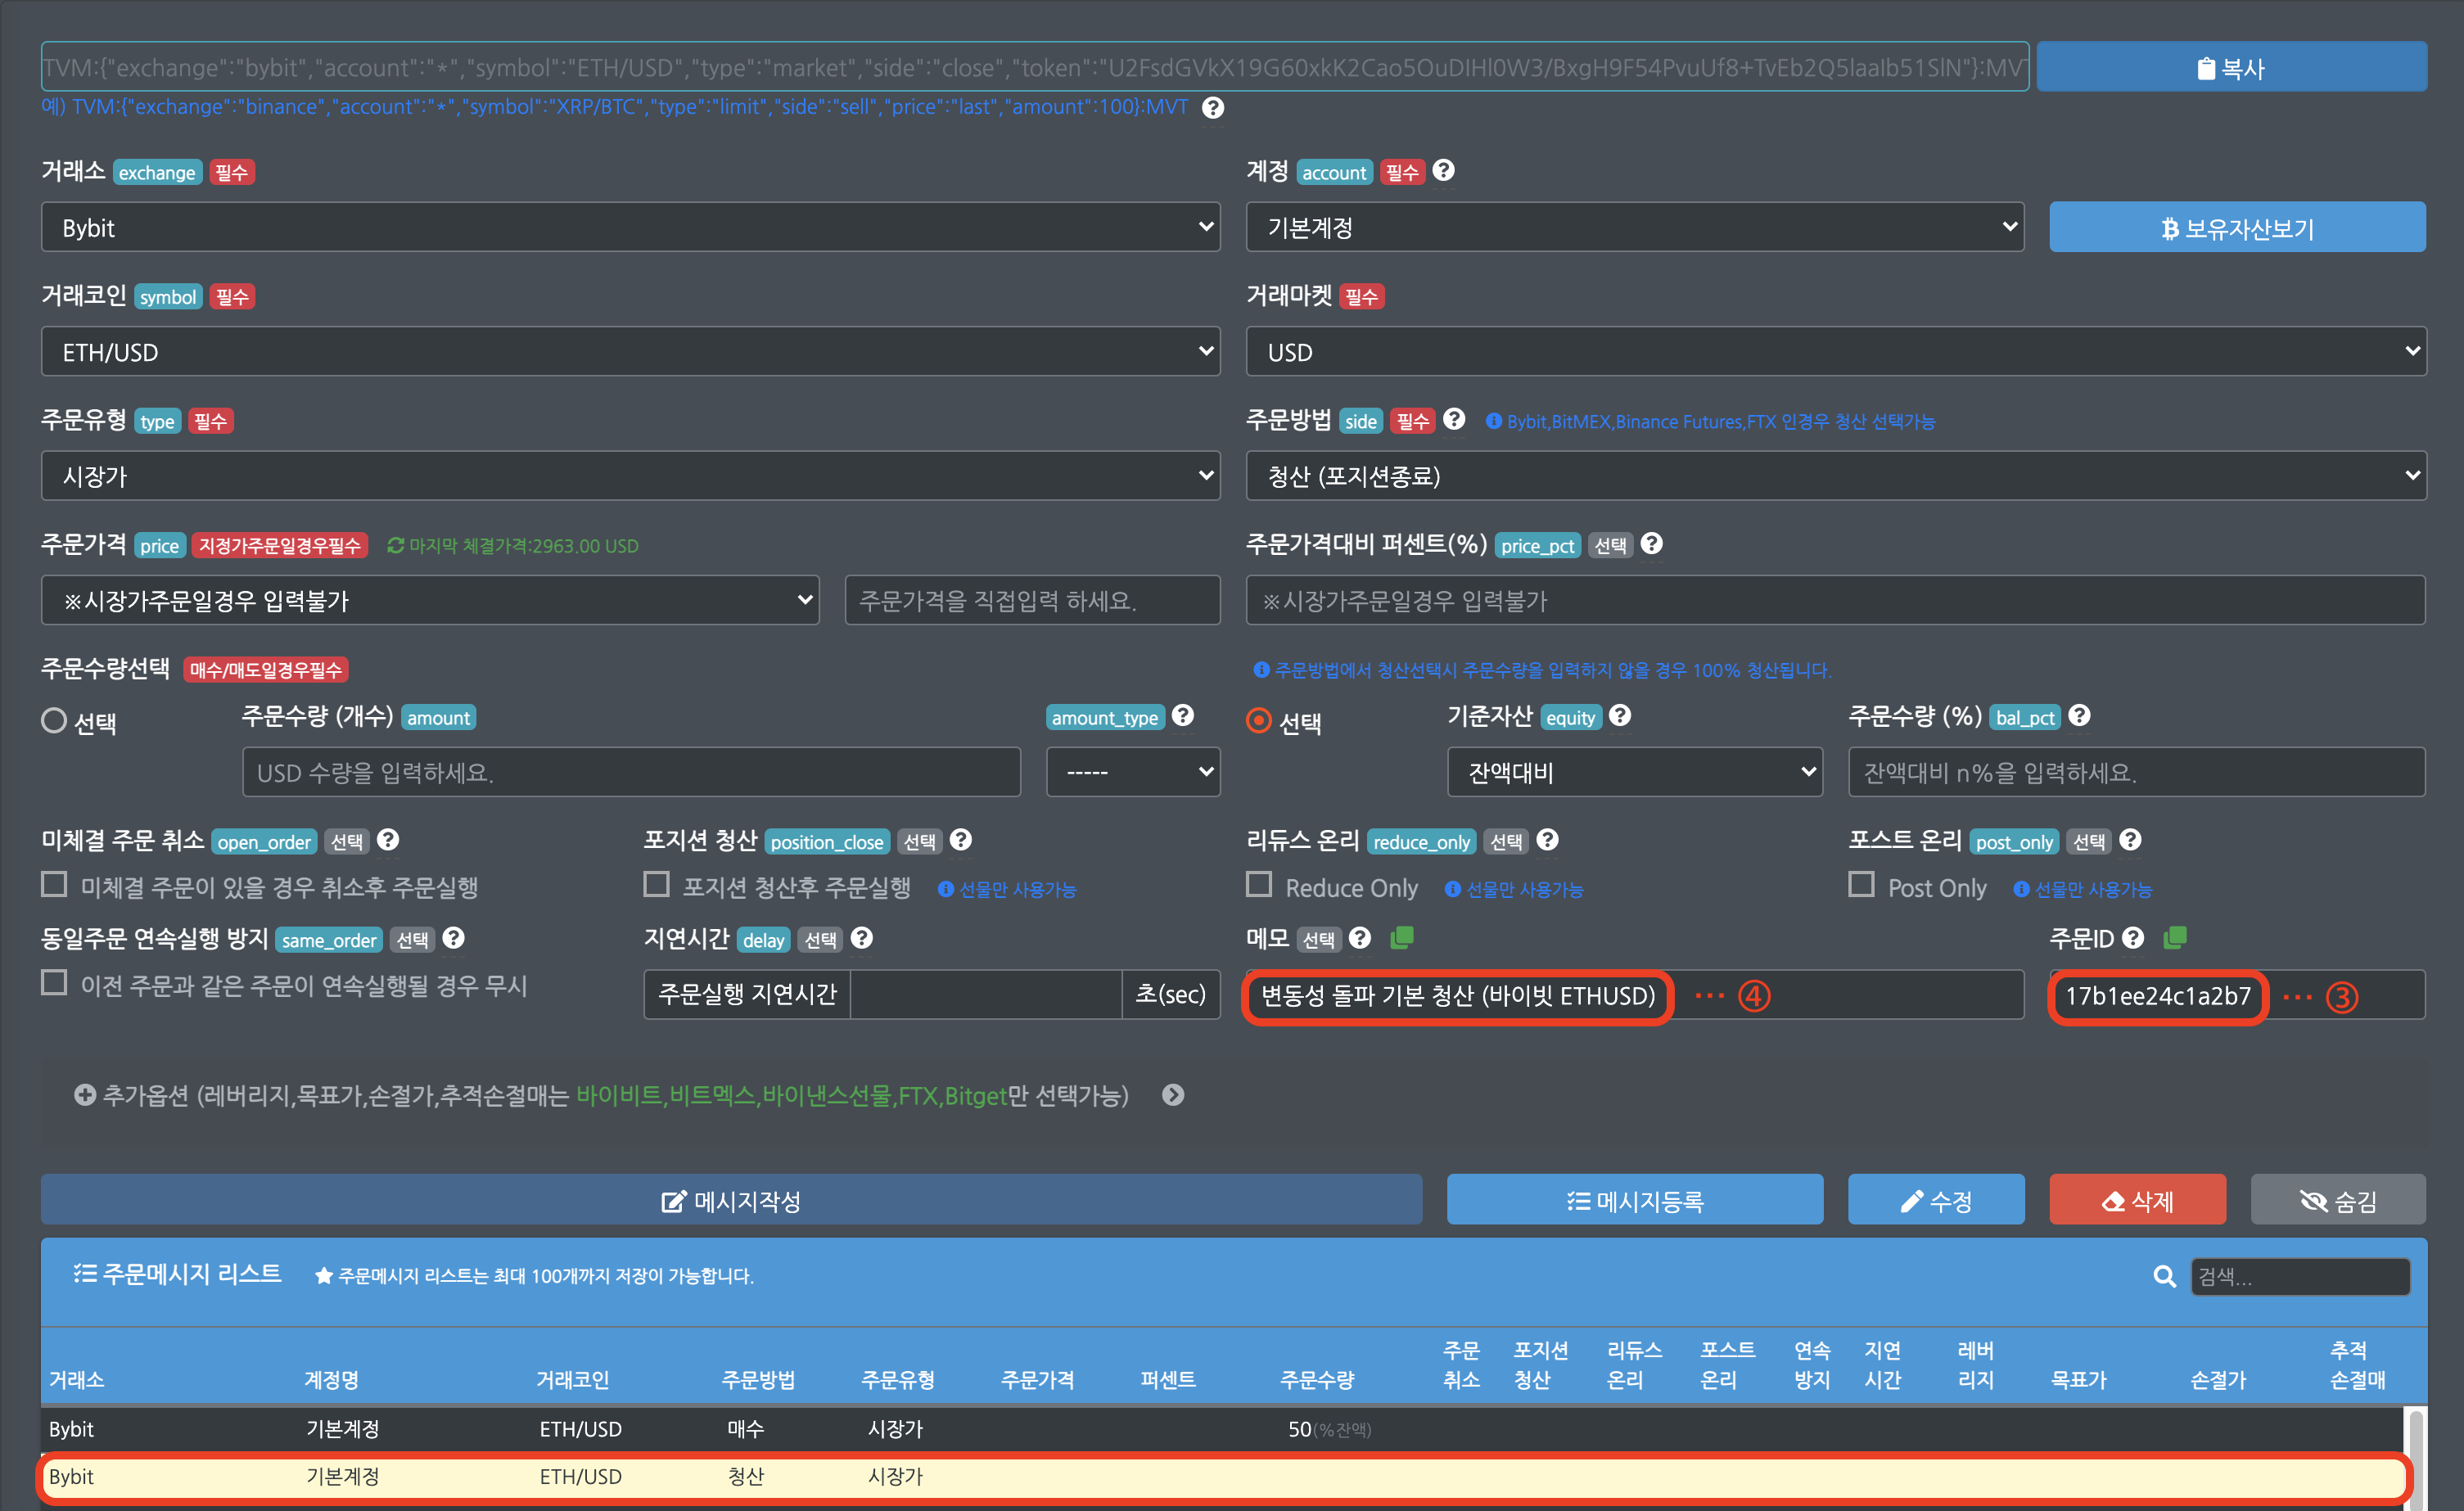 TVM:{"exchange":"bybit","account":"*","symbol":"ETH/USD","type":"market","side":"close","token":"U2FsdGVkX19G60xkK2Cao5OuDIHl0W3/BxgH9F54PvuUf8+TvEb2Q5laaIb51SlN"}:MVT 복사
예) TVM:{"exchange":"binance","account":"*","symbol":"XRP/BTC","type":"limit","side":"sell","price":"last","amount":100}:MVT
거래소 exchange 필수 계정 account 필수
Bybit 기본계정 보유자산보기
거래코인 symbol 필수 거래마켓 필수
ETH/USD USD
주문유형 type 필수 주문방법 side 필수 Bybit,BitMEX,Binance Futures,FTX 인경우 청산 선택가능
시장가 청산 (포지션종료)
주문가격 price 지정가주문일경우필수 마지막 체결가격:2963.00 USD 주문가격대비 퍼센트(%) price_pct 선택
※시장가주문일경우 입력불가 주문가격을 직접입력 하세요. ※시장가주문일경우 입력불가
주문수량선택 매수/매도일경우필수 주문방법에서 청산선택시 주문수량을 입력하지 않을 경우 100% 청산됩니다.
선택 주문수량 (개수) amount amount_type 선택 기준자산 equity 주문수량 (%) bal_pct
USD 수량을 입력하세요. ----- 잔액대비 잔액대비 n%을 입력하세요.
미체결 주문 취소 open_order 선택 포지션 청산 position_close 선택 리듀스 온리 reduce_only 선택 포스트 온리 post_only 선택
미체결 주문이 있을 경우 취소후 주문실행 포지션 청산후 주문실행 선물만 사용가능 Reduce Only 선물만 사용가능 Post Only 선물만 사용가능
동일주문 연속실행 방지 same_order 선택 지연시간 delay 선택 메모 선택 주문ID
이전 주문과 같은 주문이 연속실행될 경우 무시 주문실행 지연시간 초(sec) 변동성 돌파 기본 청산 (바이빗 ETHUSD) ··· ④ 17b1ee24c1a2b7 ··· ③
추가옵션 (레버리지,목표가,손절가,추적손절매는 바이비트,비트멕스,바이낸스선물,FTX,Bitget만 선택가능)
메시지작성 메시지등록 수정 삭제 숨김
주문메시지 리스트 주문메시지 리스트는 최대 100개까지 저장이 가능합니다. 검색...
거래소 계정명 거래코인 주문방법 주문유형 주문가격 퍼센트 주문수량 주문 취소 포지션 청산 리듀스 온리 포스트 온리 연속 방지 지연 시간 레버 리지 목표가 손절가 추적 손절매
Bybit 기본계정 ETH/USD 매수 시장가 50(%잔액)
Bybit 기본계정 ETH/USD 청산 시장가